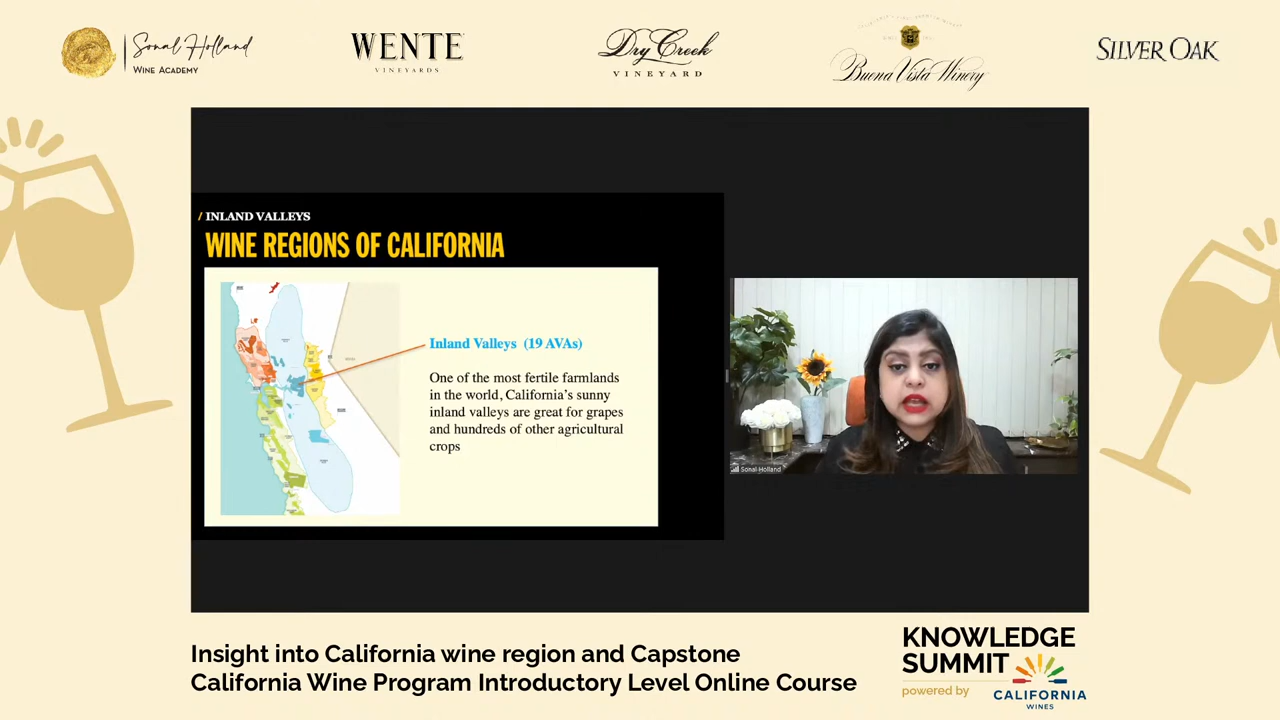 Sonal Holland
WINE ACADEMY
WENTE
VINEYARDS
Dry Creek
VINEYARD
Buena Vista Winery
SILVER OAK
/ INLAND VALLEYS
WINE REGIONS OF CALIFORNIA
Inland Valleys (19 AVAs)
One of the most fertile farmlands
in the world, California's sunny
inland valleys are great for grapes
and hundreds of other agricultural
crops
Sonal Holland
Insight into California wine region and Capstone
California Wine Program Introductory Level Online Course
KNOWLEDGE
SUMMIT
powered by
CALIFORNIA
WINES